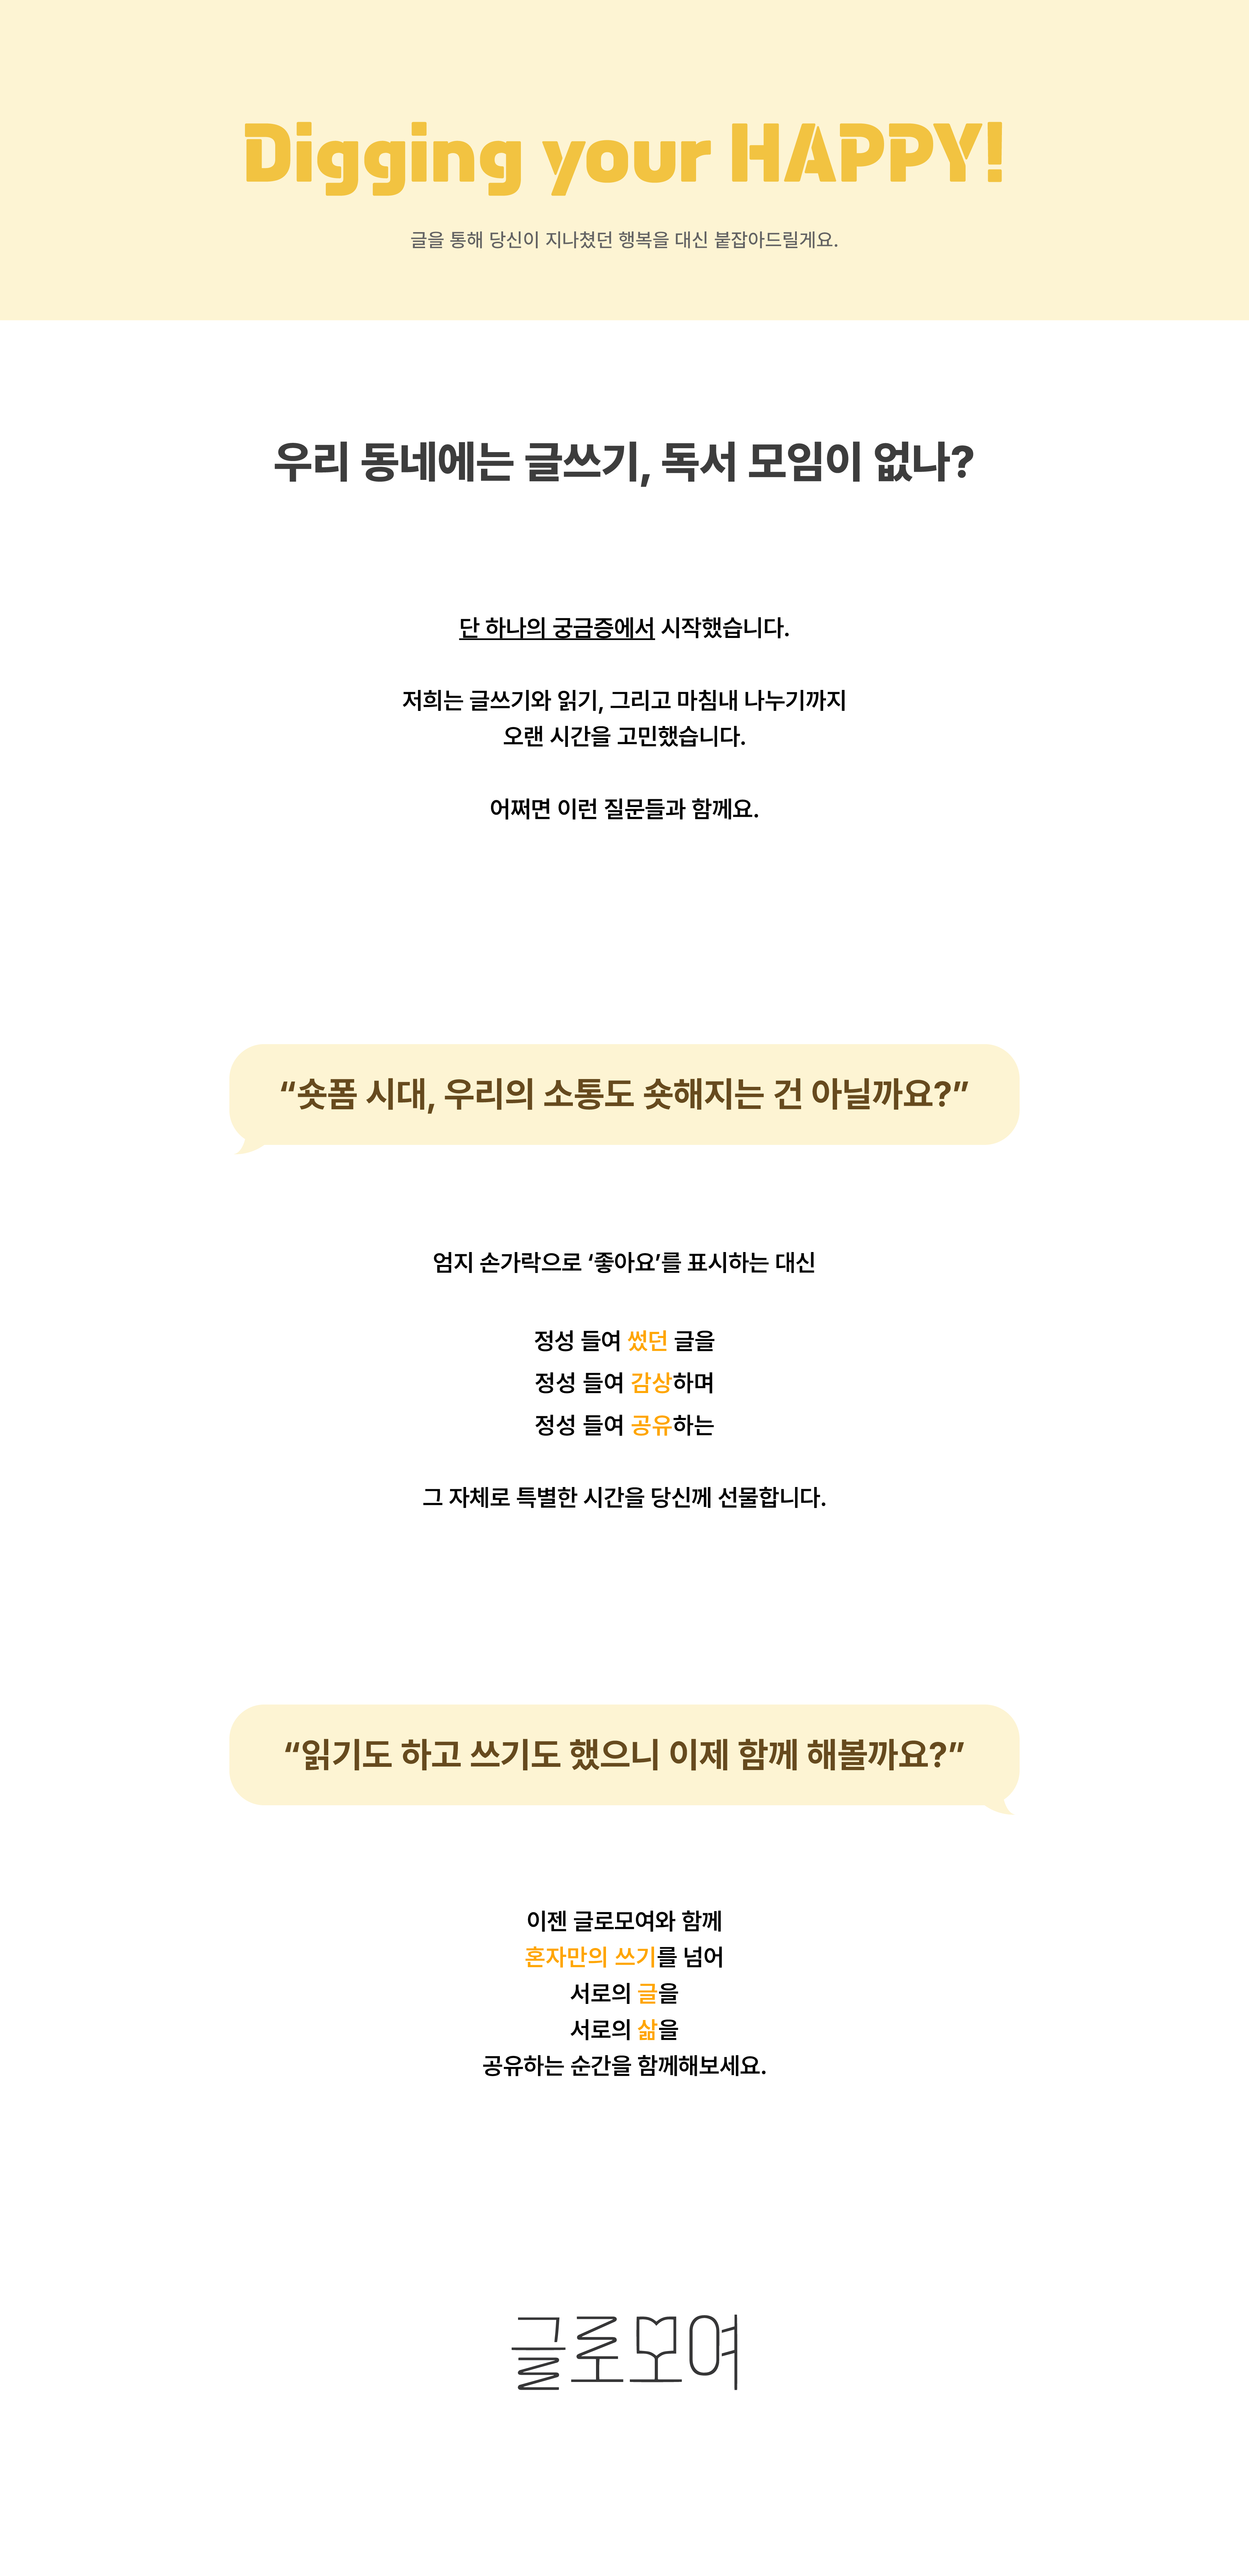 Digging your HAPPY!
글을 통해 당신이 지나쳤던 행복을 대신 붙잡아드릴게요.
우리 동네에는 글쓰기, 독서 모임이 없나?
단 하나의 궁금증에서 시작했습니다.
저희는 글쓰기와 읽기, 그리고 마침내 나누기까지
오랜 시간을 고민했습니다.
어쩌면 이런 질문들과 함께요.
“숏폼 시대, 우리의 소통도 숏해지는 건 아닐까요?”
엄지 손가락으로 ‘좋아요’를 표시하는 대신
정성 들여 썼던 글을
정성 들여 감상하며
정성 들여 공유하는
그 자체로 특별한 시간을 당신께 선물합니다.
“읽기도 하고 쓰기도 했으니 이제 함께 해볼까요?”
이젠 글로모여와 함께
혼자만의 쓰기를 넘어
서로의 글을
서로의 삶을
공유하는 순간을 함께해보세요.
글로모여